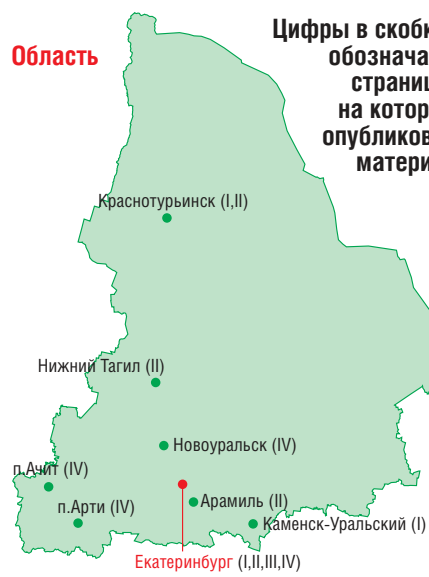 Область
Цифры в скобк
обознача
страниц
на котор
опубликов
матери
Краснотурьинск (I,II)
Нижний Тагил (II)
Новоуральск (IV)
п.Ачит (IV)
п.Арти (IV)
Арамиль (II)
Каменск-Уральский (I)
Екатеринбург (I,II,III,IV)